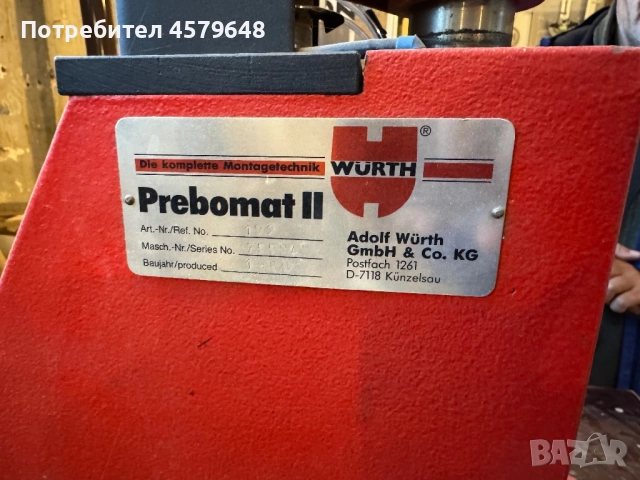 Потребител 4579648
Die komplette Montagetechnik
WÜRTH
®
Prebomat II
Art.-Nr./Ref. No.
Masch.-Nr./Series No.
Baujahr/produced
Adolf Würth
GmbH & Co. KG
Postfach 1261
D-7118 Künzelsau
BAZAR